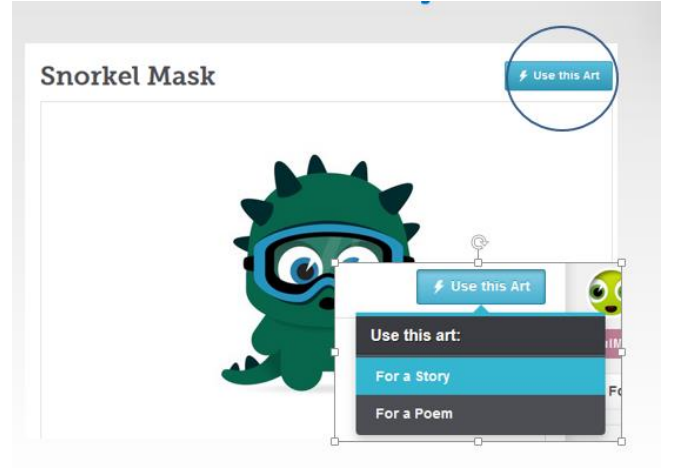 Snorkel Mask
Use this Art
Use this Art
Use this art:
For a Story
For a Poem